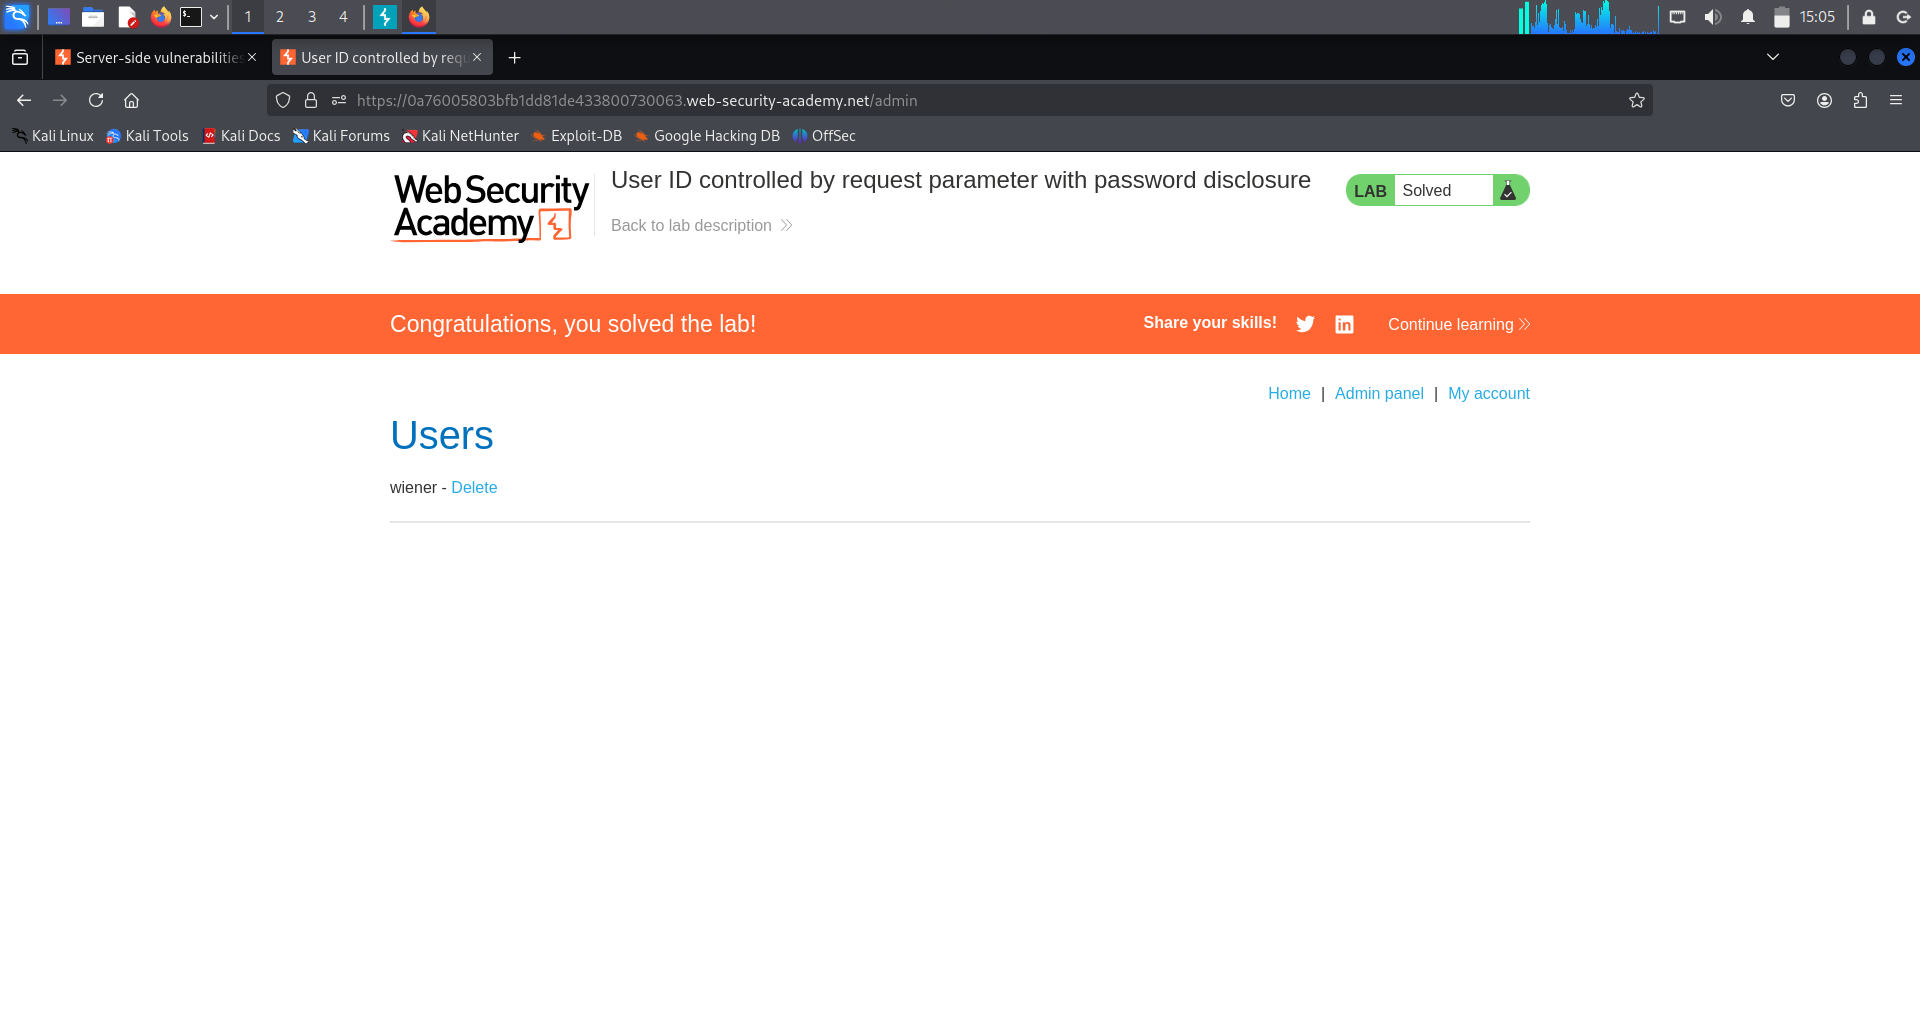 1 2 3 4 15:05
Server-side vulnerabilities User ID controlled by requ
https://0a76005803bfb1dd81de433800730063.web-security-academy.net/admin
Kali Linux Kali Tools Kali Docs Kali Forums Kali NetHunter Exploit-DB Google Hacking DB OffSec
Web Security
Academy
User ID controlled by request parameter with password disclosure
LAB Solved
Back to lab description
Congratulations, you solved the lab!
Share your skills!
Continue learning
Home | Admin panel | My account
Users
wiener - Delete